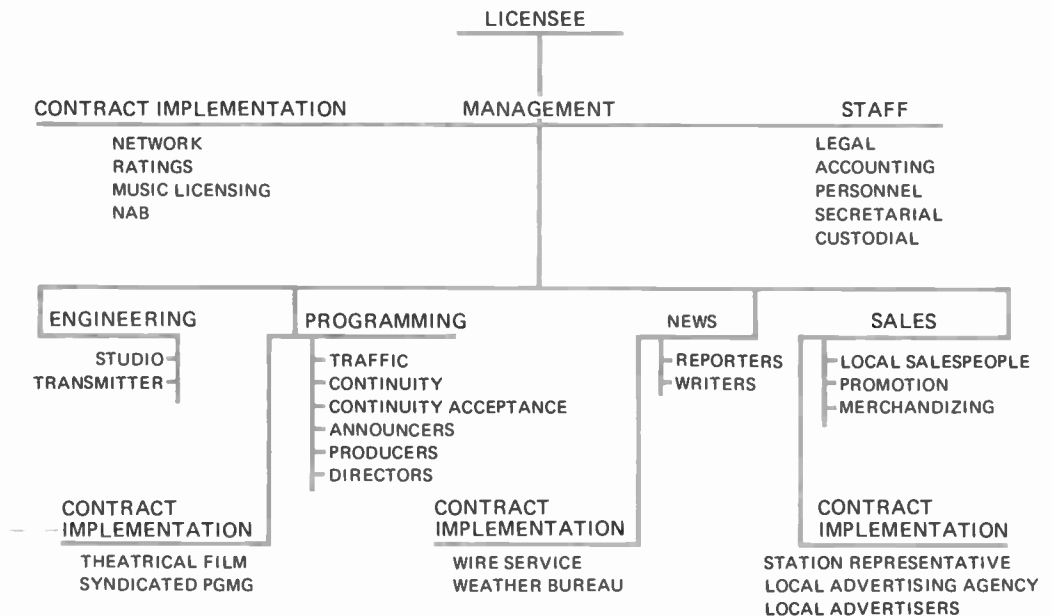 LICENSEE
CONTRACT IMPLEMENTATION
NETWORK
RATINGS
MUSIC LICENSING
NAB
MANAGEMENT
STAFF
LEGAL
ACCOUNTING
PERSONNEL
SECRETARIAL
CUSTODIAL
ENGINEERING
STUDIO
TRANSMITTER
PROGRAMMING
TRAFFIC
CONTINUITY
CONTINUITY ACCEPTANCE
ANNOUNCERS
PRODUCERS
DIRECTORS
NEWS
REPORTERS
WRITERS
SALES
LOCAL SALESPEOPLE
PROMOTION
MERCHANDIZING
CONTRACT
IMPLEMENTATION
THEATRICAL FILM
SYNDICATED PGMG
CONTRACT
IMPLEMENTATION
WIRE SERVICE
WEATHER BUREAU
CONTRACT
IMPLEMENTATION
STATION REPRESENTATIVE
LOCAL ADVERTISING AGENCY
LOCAL ADVERTISERS